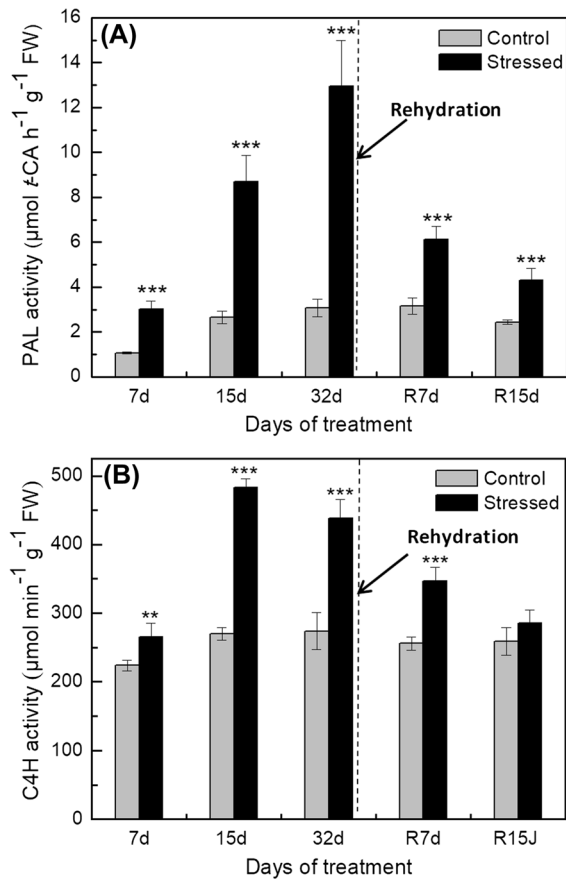 (A)
Control
Stressed
***
***
***
***
***
Rehydration
PAL activity (µmol t-CA h⁻¹ g⁻¹ FW)
16
14
12
10
8
6
4
2
0
7d 15d 32d R7d R15d
Days of treatment
(B)
Control
Stressed
**
***
***
***
Rehydration
C4H activity (µmol min⁻¹ g⁻¹ FW)
500
400
300
200
100
0
7d 15d 32d R7d R15J
Days of treatment